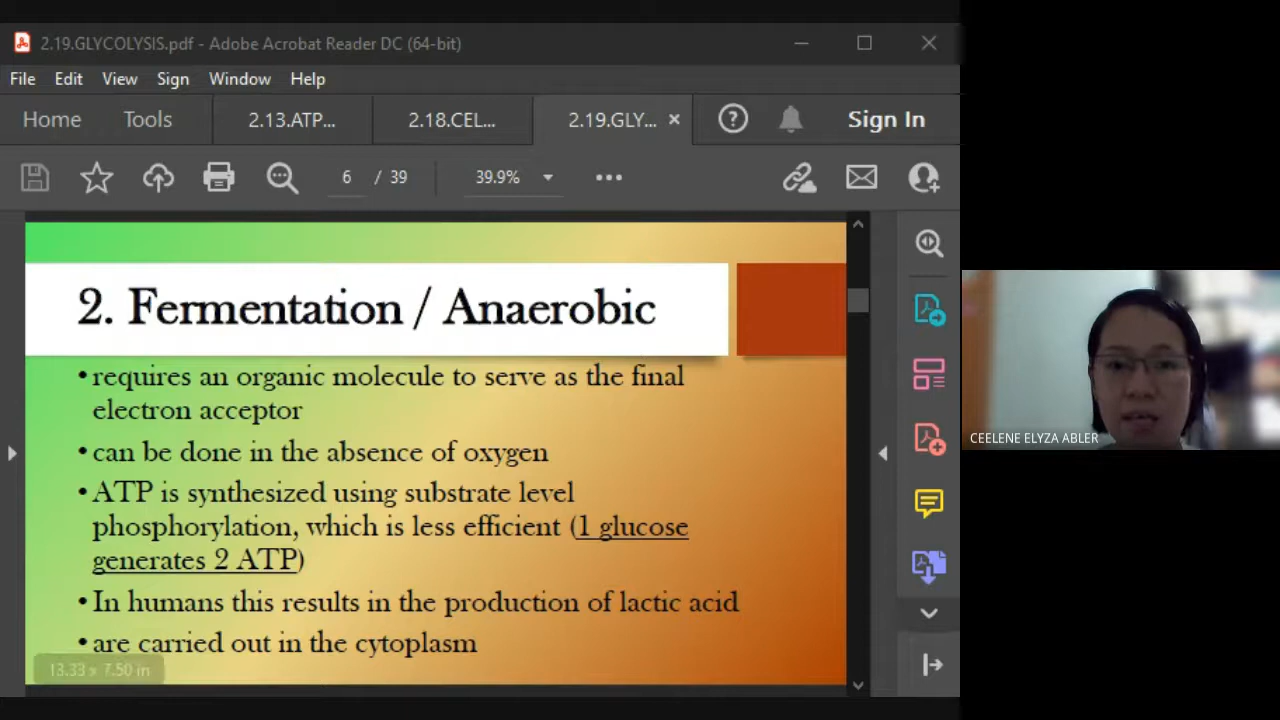 2.19.GLYCOLYSIS.pdf - Adobe Acrobat Reader DC (64-bit)
File Edit View Sign Window Help
Home Tools 2.13.ATP... 2.18.CEL... 2.19.GLY... Sign In
6 / 39 39.9%
2. Fermentation / Anaerobic
•requires an organic molecule to serve as the final
electron acceptor
•can be done in the absence of oxygen
•ATP is synthesized using substrate level
phosphorylation, which is less efficient (1 glucose
generates 2 ATP)
•In humans this results in the production of lactic acid
•are carried out in the cytoplasm
13.33 x 7.50 in
CEELENE ELYZA ABLER